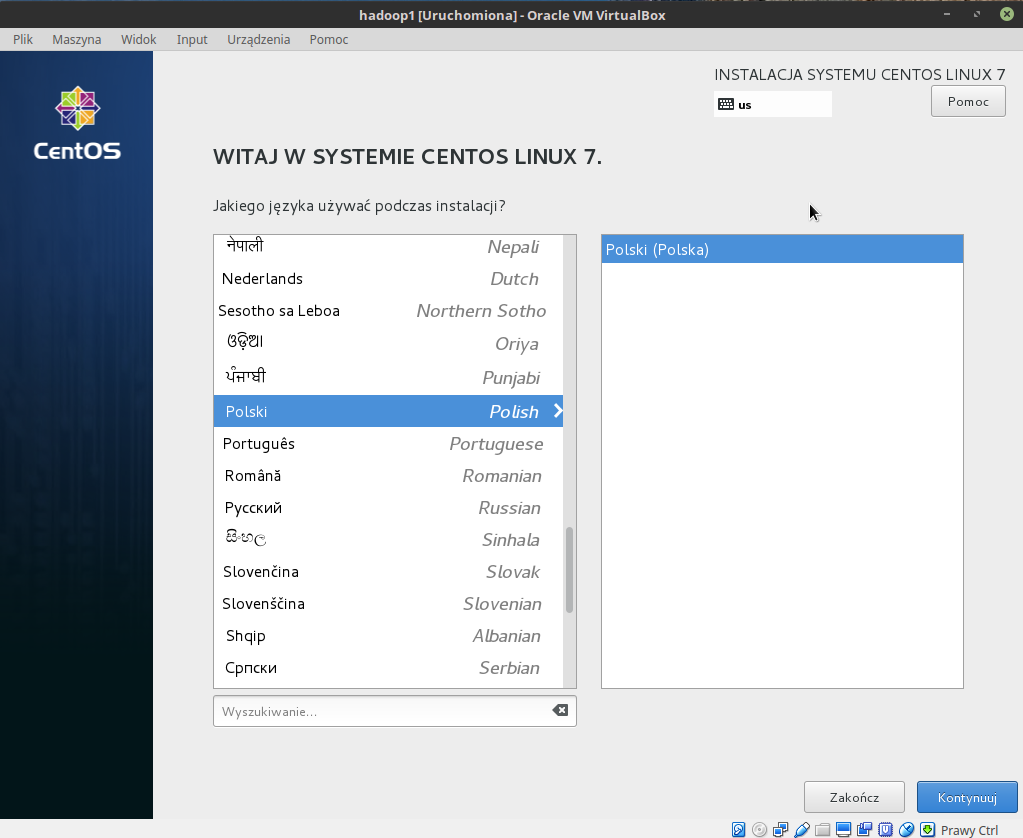 hadoop1 [Uruchomiona] - Oracle VM VirtualBox
Plik Maszyna Widok Input Urządzenia Pomoc
CentOS
INSTALACJA SYSTEMU CENTOS LINUX 7
us
Pomoc
WITAJ W SYSTEMIE CENTOS LINUX 7.
Jakiego języka używać podczas instalacji?
नेपाली Nepali
Nederlands Dutch
Sesotho sa Leboa Northern Sotho
ଓଡ଼ିଆ Oriya
ਪੰਜਾਬੀ Punjabi
Polski Polish
Português Portuguese
Română Romanian
Русский Russian
සිංහල Sinhala
Slovenčina Slovak
Slovenščina Slovenian
Shqip Albanian
Српски Serbian
Polski (Polska)
Wyszukiwanie...
Zakończ
Kontynuuj
Prawy Ctrl